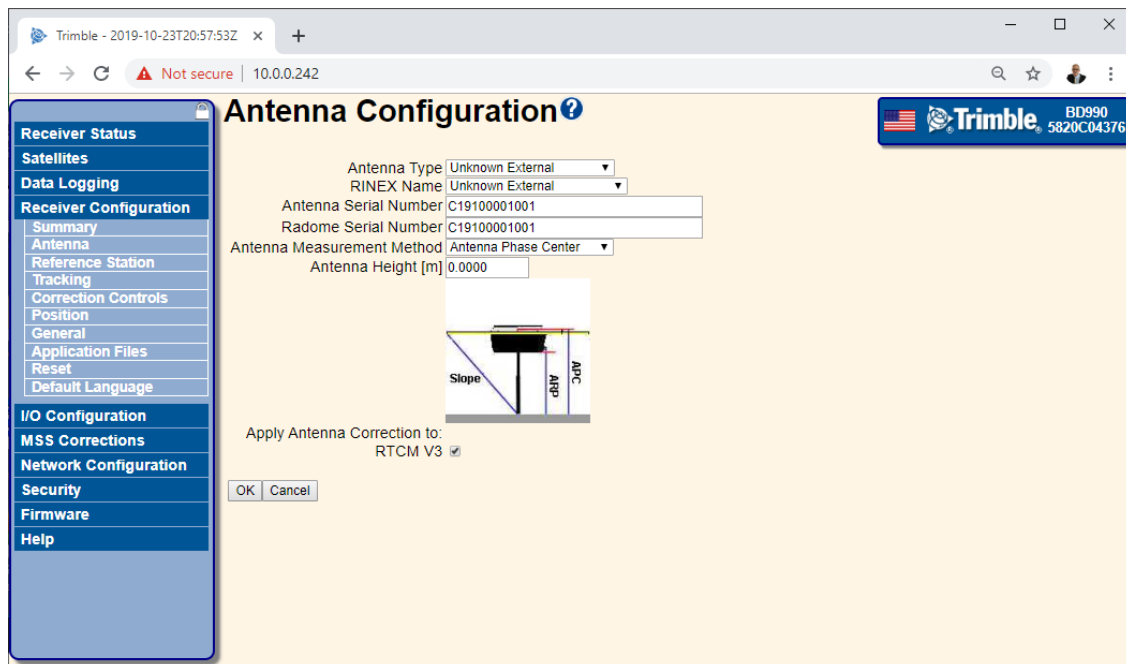 Trimble - 2019-10-23T20:57:53Z
Not secure | 10.0.0.242
Receiver Status
Satellites
Data Logging
Receiver Configuration
Summary
Antenna
Reference Station
Tracking
Correction Controls
Position
General
Application Files
Reset
Default Language
I/O Configuration
MSS Corrections
Network Configuration
Security
Firmware
Help
Antenna Configuration?
Trimble. BD990
5820C04376
Antenna Type Unknown External
RINEX Name Unknown External
Antenna Serial Number C19100001001
Radome Serial Number C19100001001
Antenna Measurement Method Antenna Phase Center
Antenna Height [m] 0.0000
Slope
ARP
APC
Apply Antenna Correction to:
RTCM V3
OK Cancel